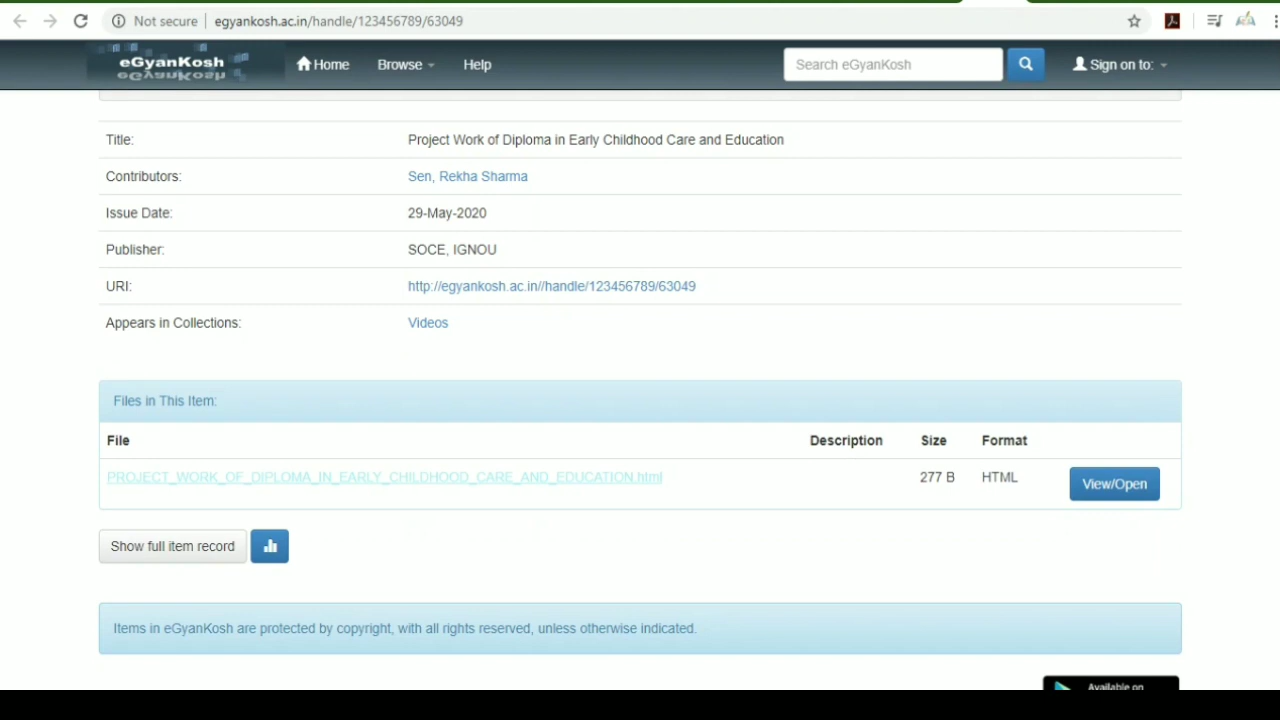 Not secure egyankosh.ac.in/handle/123456789/63049
eGyanKosh Home Browse Help Search eGyanKosh Sign on to:
Title: Project Work of Diploma in Early Childhood Care and Education
Contributors: Sen, Rekha Sharma
Issue Date: 29-May-2020
Publisher: SOCE, IGNOU
URI: http://egyankosh.ac.in//handle/123456789/63049
Appears in Collections: Videos
Files in This Item:
File Description Size Format
PROJECT_WORK_OF_DIPLOMA_IN_EARLY_CHILDHOOD_CARE_AND_EDUCATION.html 277 B HTML View/Open
Show full item record
Items in eGyanKosh are protected by copyright, with all rights reserved, unless otherwise indicated.
Available on